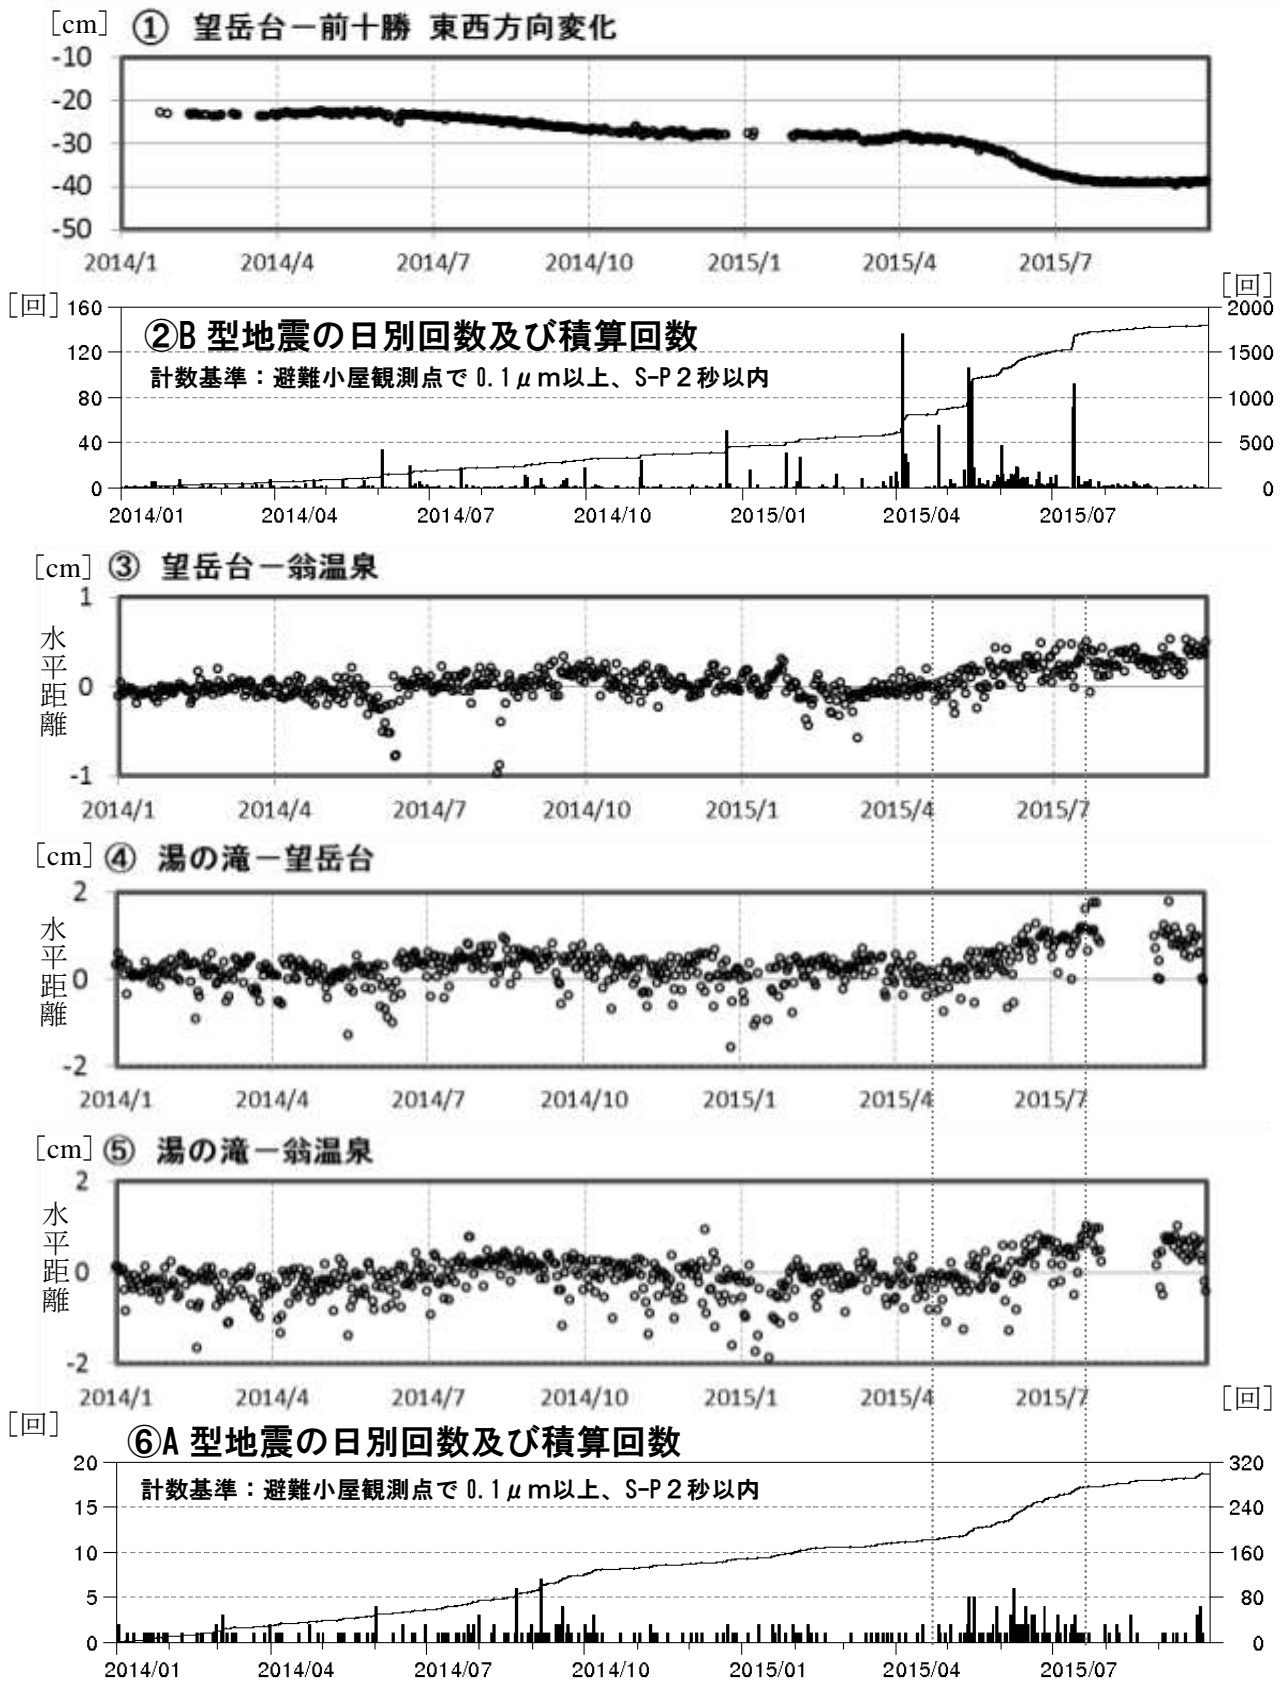 [cm] ① 望岳台－前十勝 東西方向変化
-10
-20
-30
-40
-50
2014/1 2014/4 2014/7 2014/10 2015/1 2015/4 2015/7
[回] [回]
②B 型地震の日別回数及び積算回数
計数基準：避難小屋観測点で 0.1μm以上、S-P２秒以内
160 2000
120 1500
80 1000
40 500
0 0
2014/01 2014/04 2014/07 2014/10 2015/01 2015/04 2015/07
[cm] ③ 望岳台－翁温泉
水平距離
1
0
-1
2014/1 2014/4 2014/7 2014/10 2015/1 2015/4 2015/7
[cm] ④ 湯の滝－望岳台
水平距離
2
0
-2
2014/1 2014/4 2014/7 2014/10 2015/1 2015/4 2015/7
[cm] ⑤ 湯の滝－翁温泉
水平距離
2
0
-2
2014/1 2014/4 2014/7 2014/10 2015/1 2015/4 2015/7
[回] [回]
⑥A 型地震の日別回数及び積算回数
計数基準：避難小屋観測点で 0.1μm以上、S-P２秒以内
20 320
15 240
10 160
5 80
0 0
2014/01 2014/04 2014/07 2014/10 2015/01 2015/04 2015/07